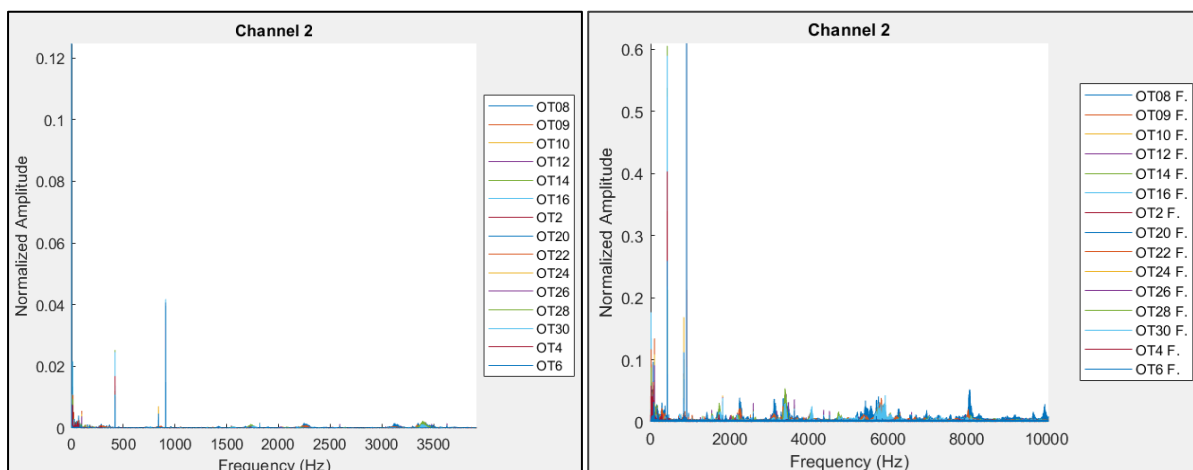 Channel 2
Normalized Amplitude
0.12
0.1
0.08
0.06
0.04
0.02
0
0
500
1000
1500
2000
2500
3000
3500
Frequency (Hz)
OT08
OT09
OT10
OT12
OT14
OT16
OT2
OT20
OT22
OT24
OT26
OT28
OT30
OT4
OT6
Channel 2
Normalized Amplitude
0.6
0.5
0.4
0.3
0.2
0.1
0
0
2000
4000
6000
8000
10000
Frequency (Hz)
OT08 F.
OT09 F.
OT10 F.
OT12 F.
OT14 F.
OT16 F.
OT2 F.
OT20 F.
OT22 F.
OT24 F.
OT26 F.
OT28 F.
OT30 F.
OT4 F.
OT6 F.